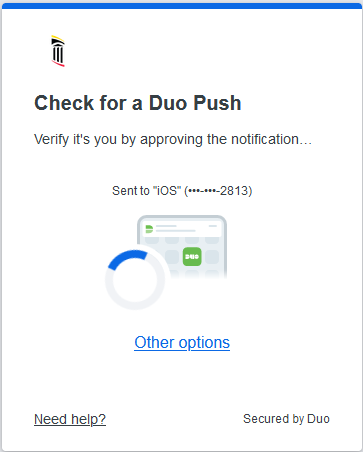 Check for a Duo Push
Verify it's you by approving the notification…
Sent to "iOS" (•••-•••-2813)
DUO
Other options
Need help?
Secured by Duo